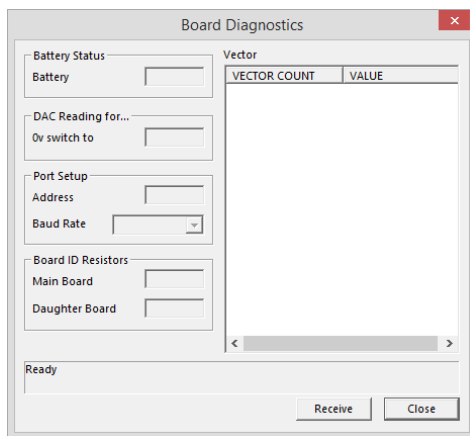 Board Diagnostics
Battery Status
Battery
DAC Reading for...
0v switch to
Port Setup
Address
Baud Rate
Board ID Resistors
Main Board
Daughter Board
Vector
VECTOR COUNT VALUE
Ready
Receive Close